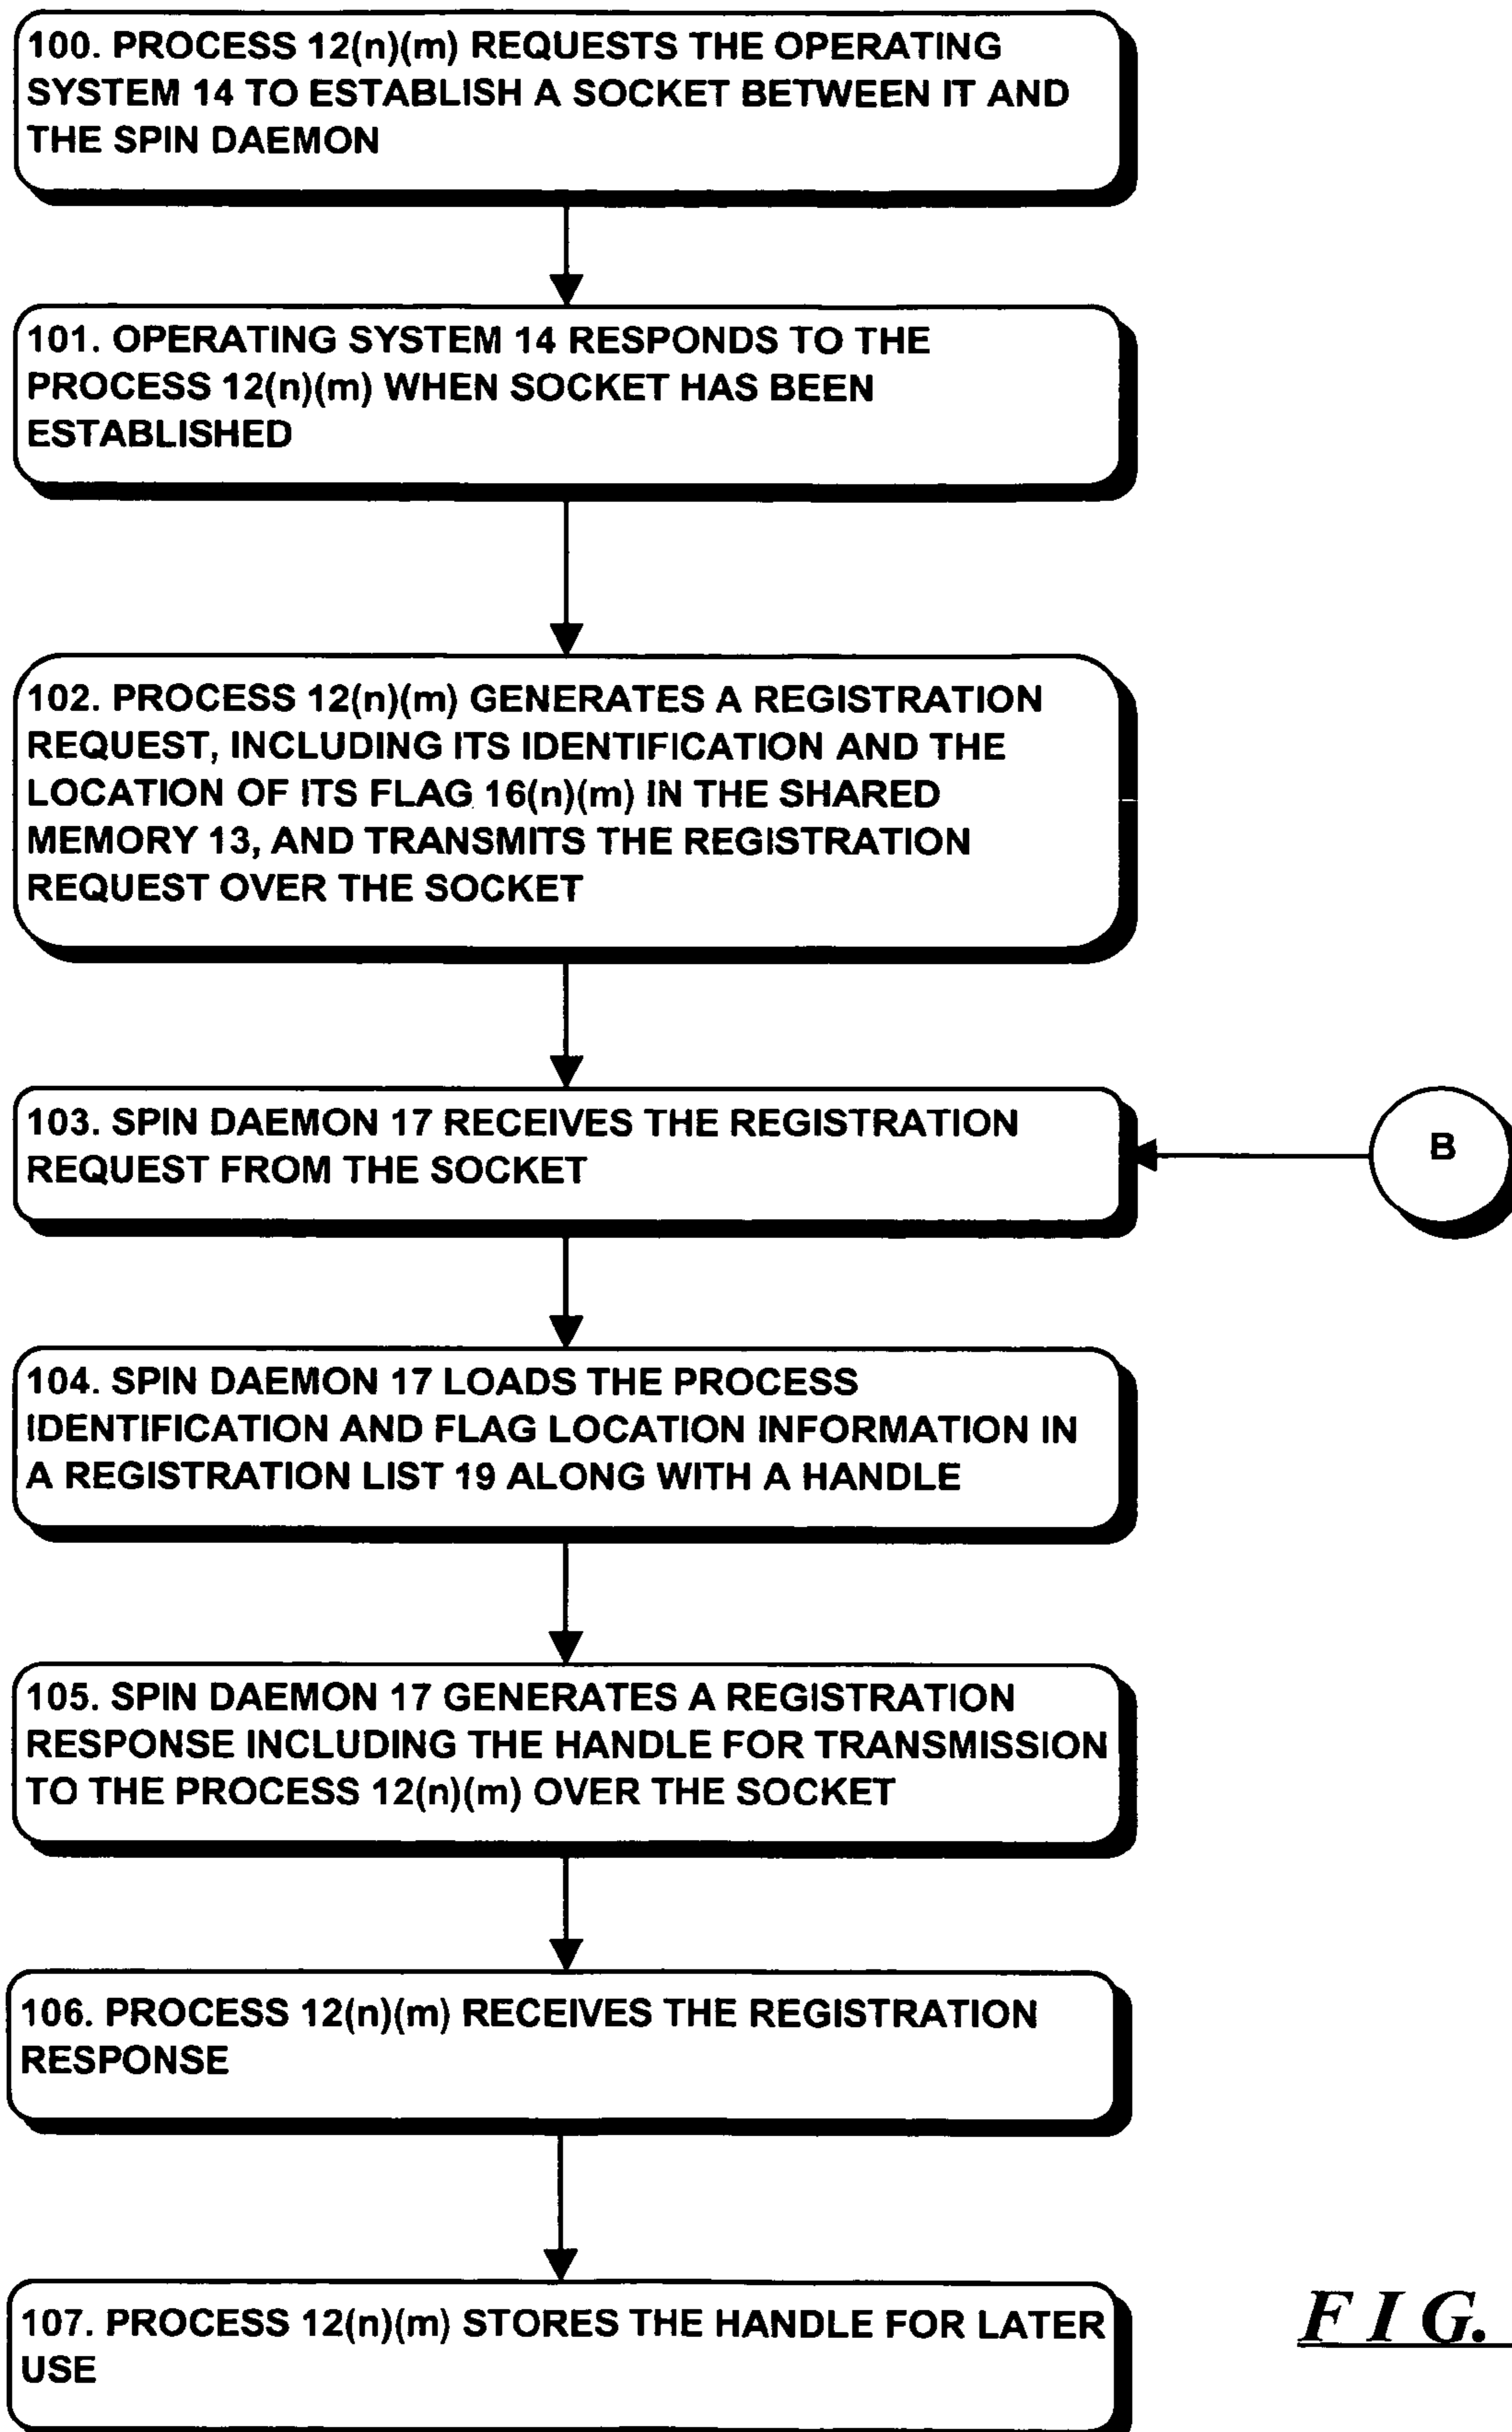 100. PROCESS 12(n)(m) REQUESTS THE OPERATING
SYSTEM 14 TO ESTABLISH A SOCKET BETWEEN IT AND
THE SPIN DAEMON
101. OPERATING SYSTEM 14 RESPONDS TO THE
PROCESS 12(n)(m) WHEN SOCKET HAS BEEN
ESTABLISHED
102. PROCESS 12(n)(m) GENERATES A REGISTRATION
REQUEST, INCLUDING ITS IDENTIFICATION AND THE
LOCATION OF ITS FLAG 16(n)(m) IN THE SHARED
MEMORY 13, AND TRANSMITS THE REGISTRATION
REQUEST OVER THE SOCKET
103. SPIN DAEMON 17 RECEIVES THE REGISTRATION
REQUEST FROM THE SOCKET
B
104. SPIN DAEMON 17 LOADS THE PROCESS
IDENTIFICATION AND FLAG LOCATION INFORMATION IN
A REGISTRATION LIST 19 ALONG WITH A HANDLE
105. SPIN DAEMON 17 GENERATES A REGISTRATION
RESPONSE INCLUDING THE HANDLE FOR TRANSMISSION
TO THE PROCESS 12(n)(m) OVER THE SOCKET
106. PROCESS 12(n)(m) RECEIVES THE REGISTRATION
RESPONSE
107. PROCESS 12(n)(m) STORES THE HANDLE FOR LATER
USE
FIG.